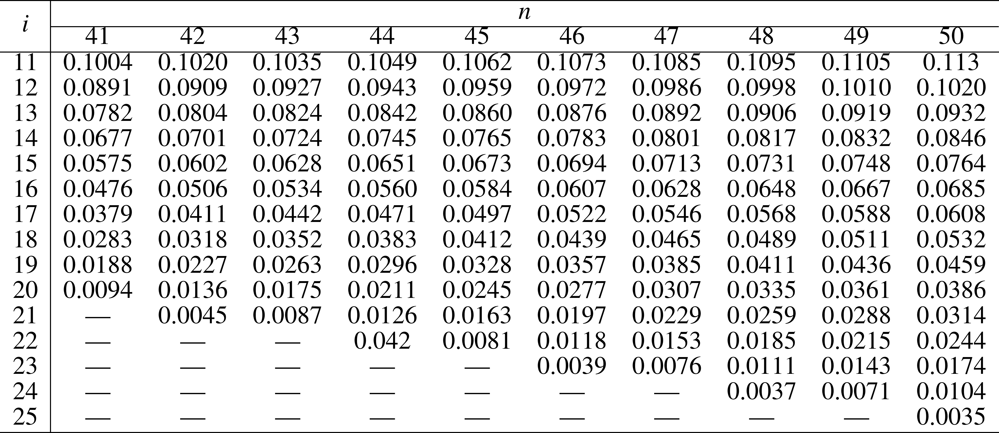 i n
41 42 43 44 45 46 47 48 49 50
11 0.1004 0.1020 0.1035 0.1049 0.1062 0.1073 0.1085 0.1095 0.1105 0.113
12 0.0891 0.0909 0.0927 0.0943 0.0959 0.0972 0.0986 0.0998 0.1010 0.1020
13 0.0782 0.0804 0.0824 0.0842 0.0860 0.0876 0.0892 0.0906 0.0919 0.0932
14 0.0677 0.0701 0.0724 0.0745 0.0765 0.0783 0.0801 0.0817 0.0832 0.0846
15 0.0575 0.0602 0.0628 0.0651 0.0673 0.0694 0.0713 0.0731 0.0748 0.0764
16 0.0476 0.0506 0.0534 0.0560 0.0584 0.0607 0.0628 0.0648 0.0667 0.0685
17 0.0379 0.0411 0.0442 0.0471 0.0497 0.0522 0.0546 0.0568 0.0588 0.0608
18 0.0283 0.0318 0.0352 0.0383 0.0412 0.0439 0.0465 0.0489 0.0511 0.0532
19 0.0188 0.0227 0.0263 0.0296 0.0328 0.0357 0.0385 0.0411 0.0436 0.0459
20 0.0094 0.0136 0.0175 0.0211 0.0245 0.0277 0.0307 0.0335 0.0361 0.0386
21 — 0.0045 0.0087 0.0126 0.0163 0.0197 0.0229 0.0259 0.0288 0.0314
22 — — — 0.042 0.0081 0.0118 0.0153 0.0185 0.0215 0.0244
23 — — — — — 0.0039 0.0076 0.0111 0.0143 0.0174
24 — — — — — — — 0.0037 0.0071 0.0104
25 — — — — — — — — — 0.0035